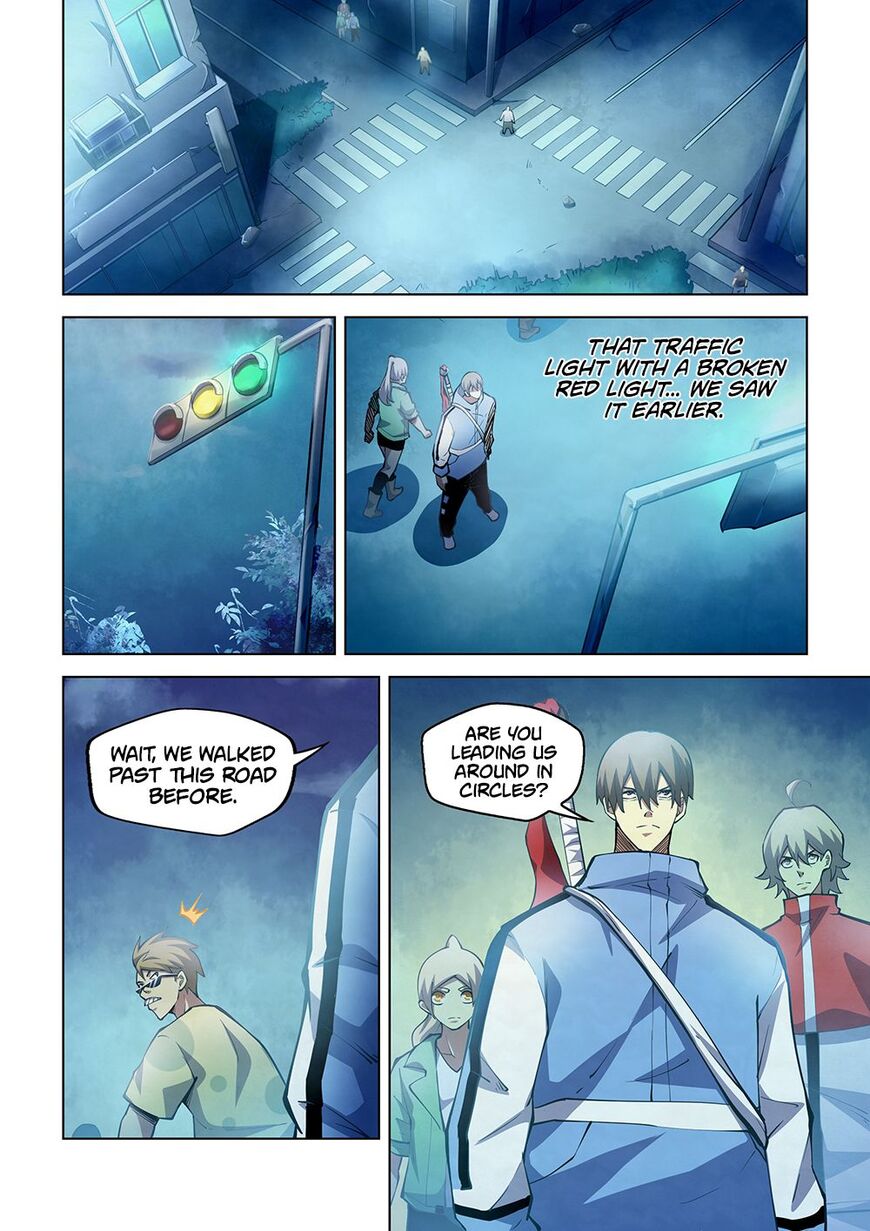 THAT TRAFFIC
LIGHT WITH A BROKEN
RED LIGHT... WE SAW
IT EARLIER.
WAIT, WE WALKED
PAST THIS ROAD
BEFORE.
ARE YOU
LEADING US
AROUND IN
CIRCLES?